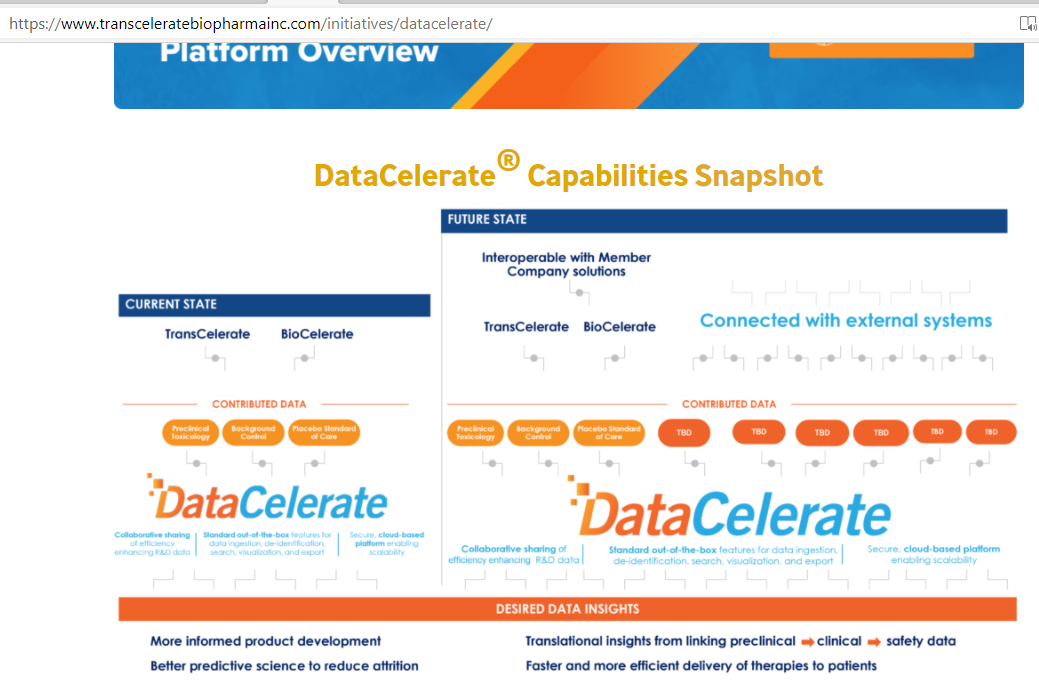 https://www.transceleratebiopharmainc.com/initiatives/datacelerate/
Platform Overview
DataCelerate® Capabilities Snapshot
FUTURE STATE
Interoperable with Member
Company solutions
CURRENT STATE
TransCelerate BioCelerate
TransCelerate BioCelerate
Connected with external systems
CONTRIBUTED DATA
CONTRIBUTED DATA
Preclinical
Toxicology
Background
Control
Placebo Standard
of Care
Preclinical
Toxicology
Background
Control
Placebo Standard
of Care
TBD
TBD
TBD
TBD
TBD
TBD
DataCelerate
DataCelerate
Collaborative sharing
of efficiency
enhancing R&D data
Standard out-of-the-box features for
data ingestion, de-identification,
search, visualization, and export
Secure, cloud-based
platform enabling
scalability
Collaborative sharing of
efficiency enhancing R&D data
Standard out-of-the-box features for data ingestion,
de-identification, search, visualization, and export
Secure, cloud-based platform
enabling scalability
DESIRED DATA INSIGHTS
More informed product development
Better predictive science to reduce attrition
Translational insights from linking preclinical ➡ clinical ➡ safety data
Faster and more efficient delivery of therapies to patients